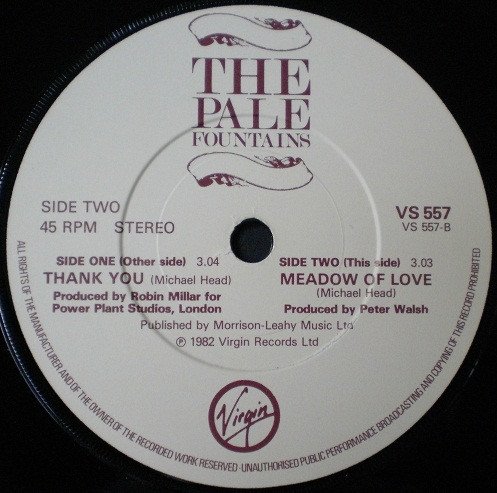 THE
PALE
FOUNTAINS
SIDE TWO
45 RPM STEREO
VS 557
VS 557-B
SIDE ONE (Other side) 3.04
THANK YOU (Michael Head)
Produced by Robin Millar for
Power Plant Studios, London
SIDE TWO (This side) 3.03
MEADOW OF LOVE
(Michael Head)
Produced by Peter Walsh
Published by Morrison-Leahy Music Ltd
℗ 1982 Virgin Records Ltd
Virgin
ALL RIGHTS OF THE MANUFACTURER AND OF THE OWNER OF THE RECORDED WORK RESERVED · UNAUTHORISED PUBLIC PERFORMANCE BROADCASTING AND COPYING OF THIS RECORD PROHIBITED